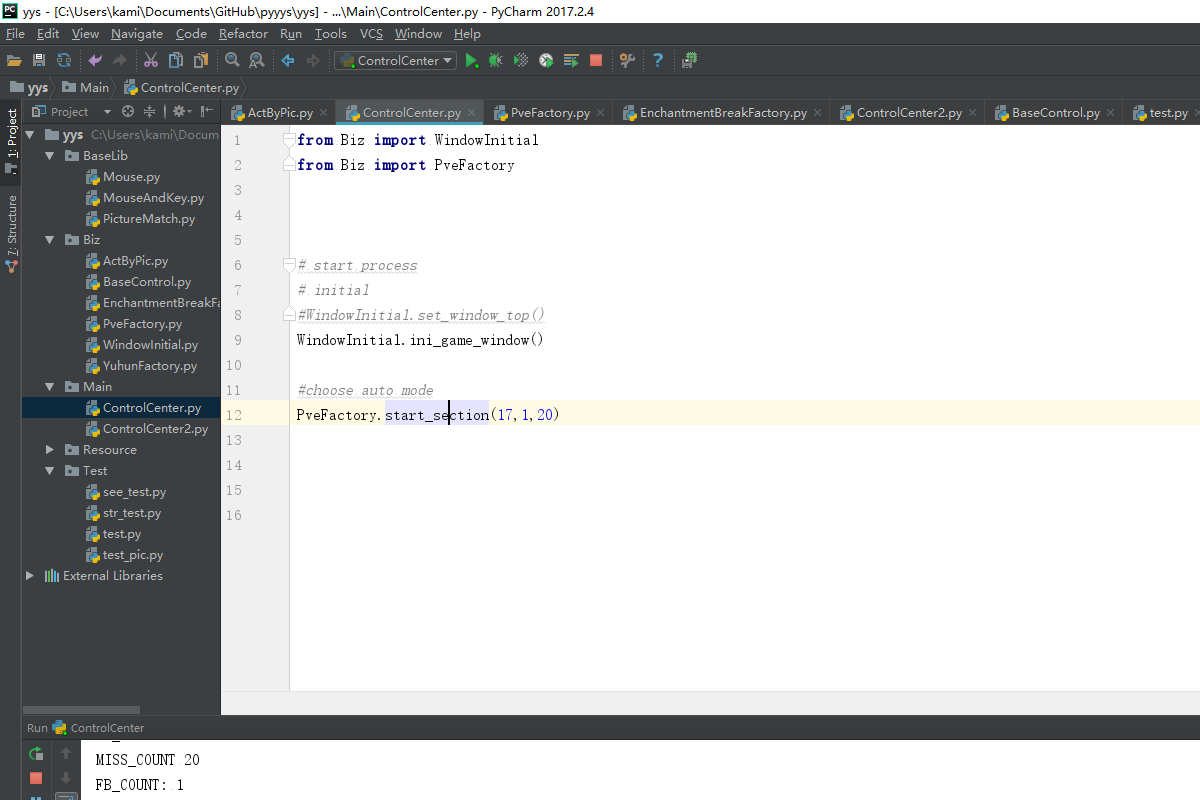 yys - [C:\Users\kami\Documents\GitHub\pyyys\yys] - ...\Main\ControlCenter.py - PyCharm 2017.2.4
File Edit View Navigate Code Refactor Run Tools VCS Window Help
ControlCenter
yys Main ControlCenter.py
1: Project
7: Structure
Project
yys C:\Users\kami\Docum
BaseLib
Mouse.py
MouseAndKey.py
PictureMatch.py
Biz
ActByPic.py
BaseControl.py
EnchantmentBreakFa
PveFactory.py
WindowInitial.py
YuhunFactory.py
Main
ControlCenter.py
ControlCenter2.py
Resource
Test
see_test.py
str_test.py
test.py
test_pic.py
External Libraries
ActByPic.py ControlCenter.py PveFactory.py EnchantmentBreakFactory.py ControlCenter2.py BaseControl.py test.py
1 from Biz import WindowInitial
2 from Biz import PveFactory
3
4
5
6 # start process
7 # initial
8 #WindowInitial.set_window_top()
9 WindowInitial.ini_game_window()
10
11 #choose auto mode
12 PveFactory.start_section(17,1,20)
13
14
15
16
Run ControlCenter
MISS_COUNT 20
FB_COUNT: 1